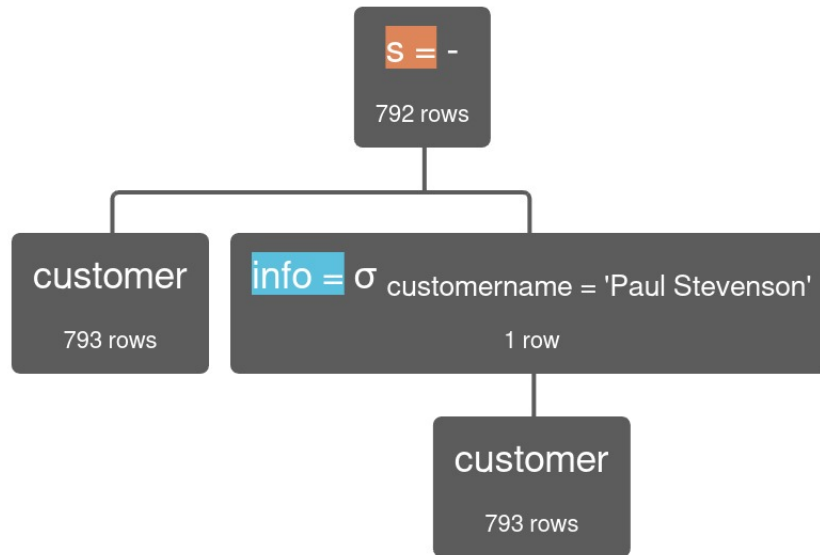 s = -
792 rows
customer
793 rows
info = σ customername = 'Paul Stevenson'
1 row
customer
793 rows